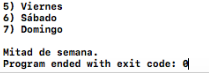 5) Viernes
6) Sábado
7) Domingo
Mitad de semana.
Program ended with exit code: 0